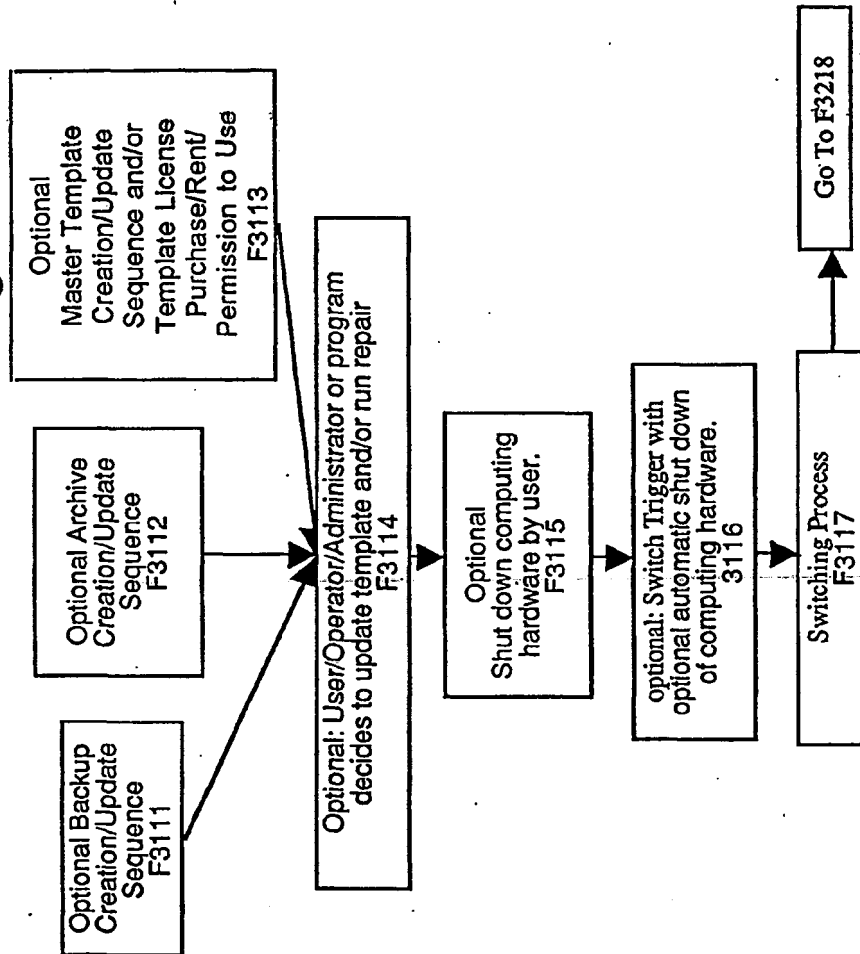 Optional Backup
Creation/Update
Sequence
F3111
Optional Archive
Creation/Update
Sequence
F3112
Optional
Master Template
Creation/Update
Sequence and/or
Template License
Purchase/Rent/
Permission to Use
F3113
Optional: User/Operator/Administrator or program
decides to update template and/or run repair
F3114
Optional
Shut down computing
hardware by user.
F3115
optional: Switch Trigger with
optional automatic shut down
of computing hardware.
3116
Switching Process
F3117
Go To F3218